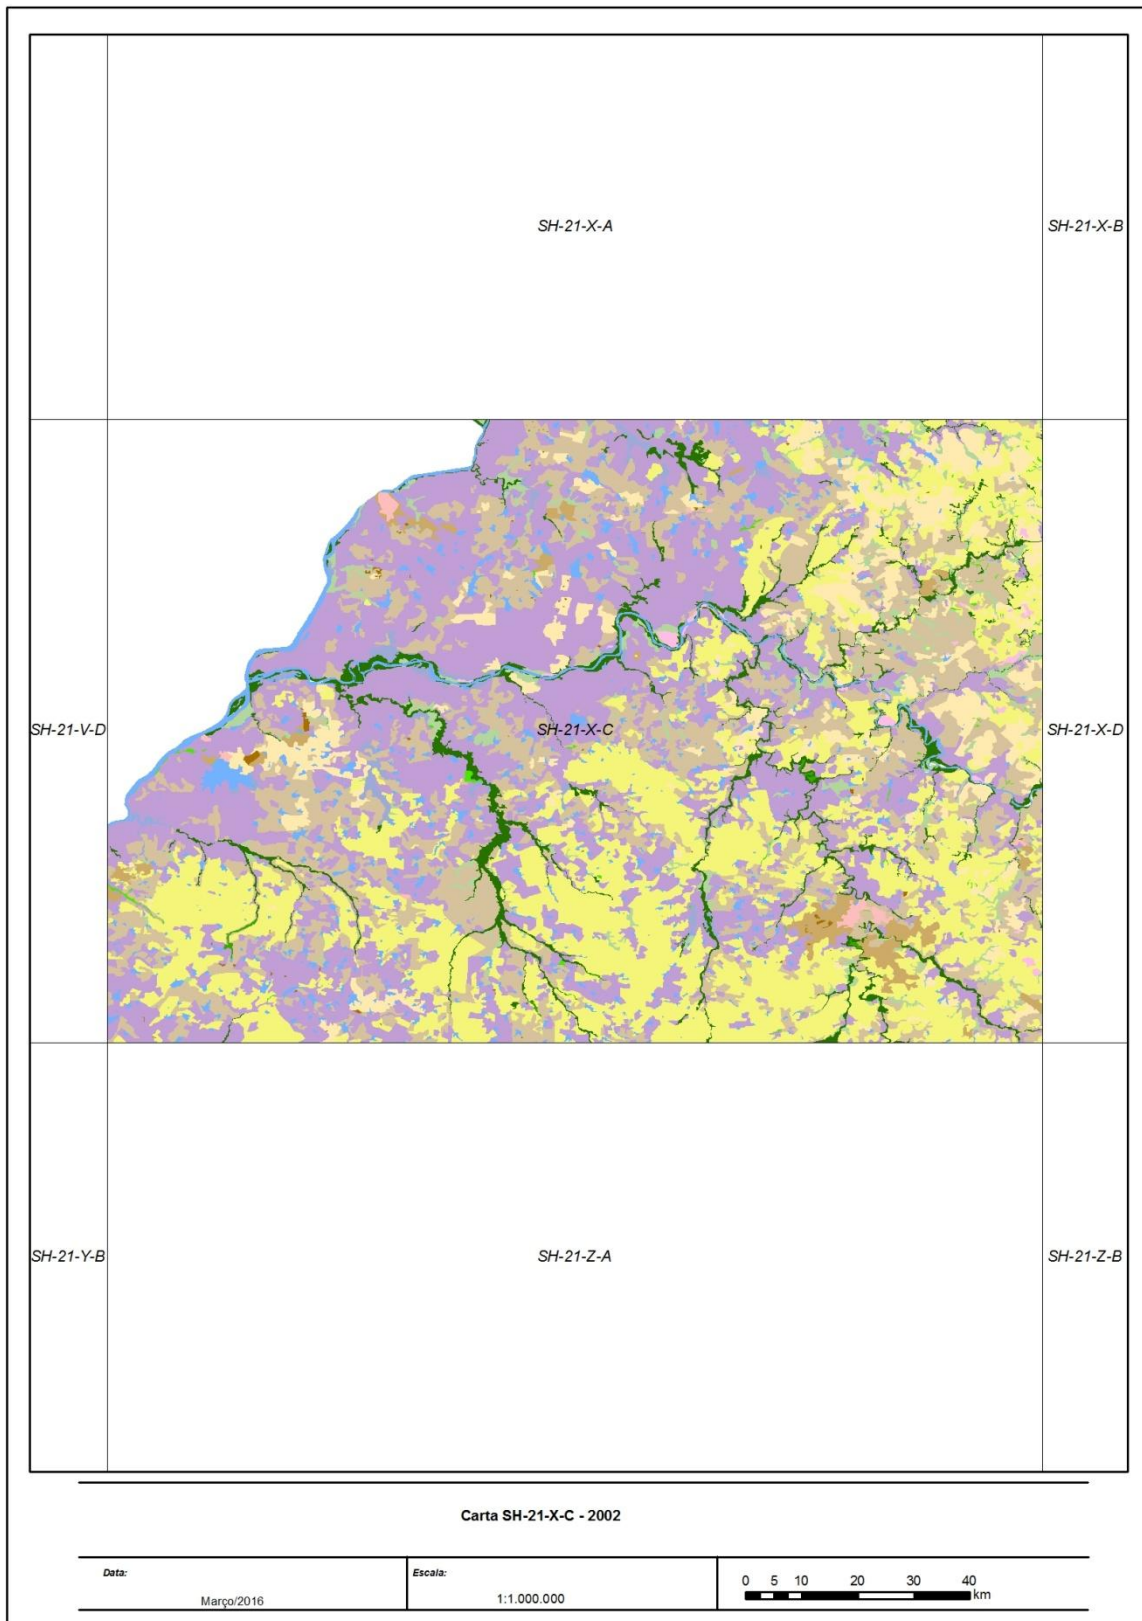 SH-21-X-A
SH-21-X-B
SH-21-V-D
SH-21-X-C
SH-21-X-D
SH-21-Y-B
SH-21-Z-A
SH-21-Z-B
Carta SH-21-X-C - 2002
Data:
Março/2016
Escala:
1:1.000.000
0 5 10 20 30 40
km